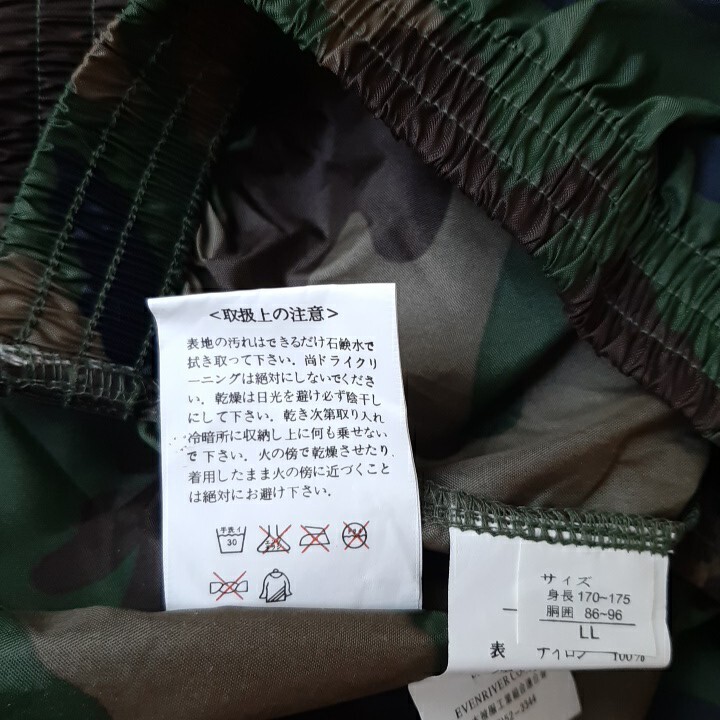 <取扱上の注意>
表地の汚れはできるだけ石鹸水で
拭き取って下さい．尚ドライクリ
ーニングは絶対にしないでくださ
い．乾燥は日光を避け必ず陰干し
にして下さい．乾き次第取り入れ
冷暗所に収納し上に何も乗せない
で下さい．火の傍で乾燥させたり
着用したまま火の傍に近づくこと
は絶対にお避け下さい．
手洗イ
30
サイズ
身長 170~175
胴囲 86~96
LL
表 ナイロン 100%
EVENRIVER CO